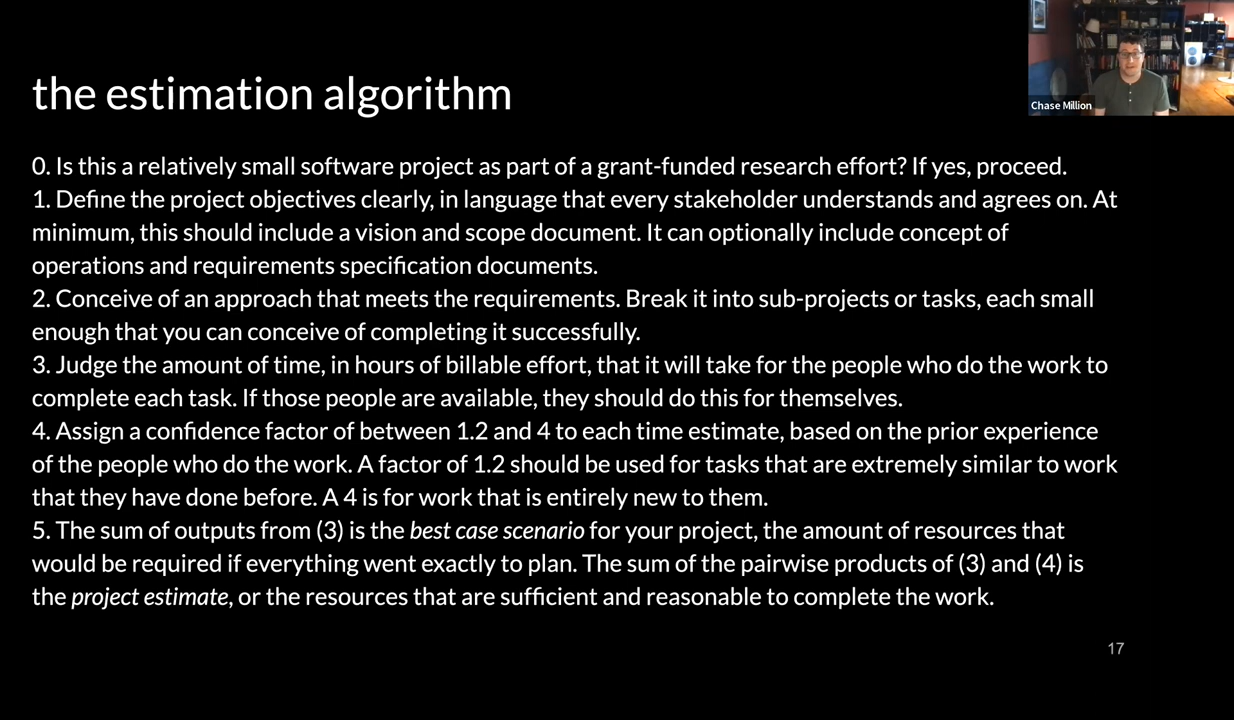 the estimation algorithm
Chase Million
0. Is this a relatively small software project as part of a grant-funded research effort? If yes, proceed.
1. Define the project objectives clearly, in language that every stakeholder understands and agrees on. At
minimum, this should include a vision and scope document. It can optionally include concept of
operations and requirements specification documents.
2. Conceive of an approach that meets the requirements. Break it into sub-projects or tasks, each small
enough that you can conceive of completing it successfully.
3. Judge the amount of time, in hours of billable effort, that it will take for the people who do the work to
complete each task. If those people are available, they should do this for themselves.
4. Assign a confidence factor of between 1.2 and 4 to each time estimate, based on the prior experience
of the people who do the work. A factor of 1.2 should be used for tasks that are extremely similar to work
that they have done before. A 4 is for work that is entirely new to them.
5. The sum of outputs from (3) is the best case scenario for your project, the amount of resources that
would be required if everything went exactly to plan. The sum of the pairwise products of (3) and (4) is
the project estimate, or the resources that are sufficient and reasonable to complete the work.
17